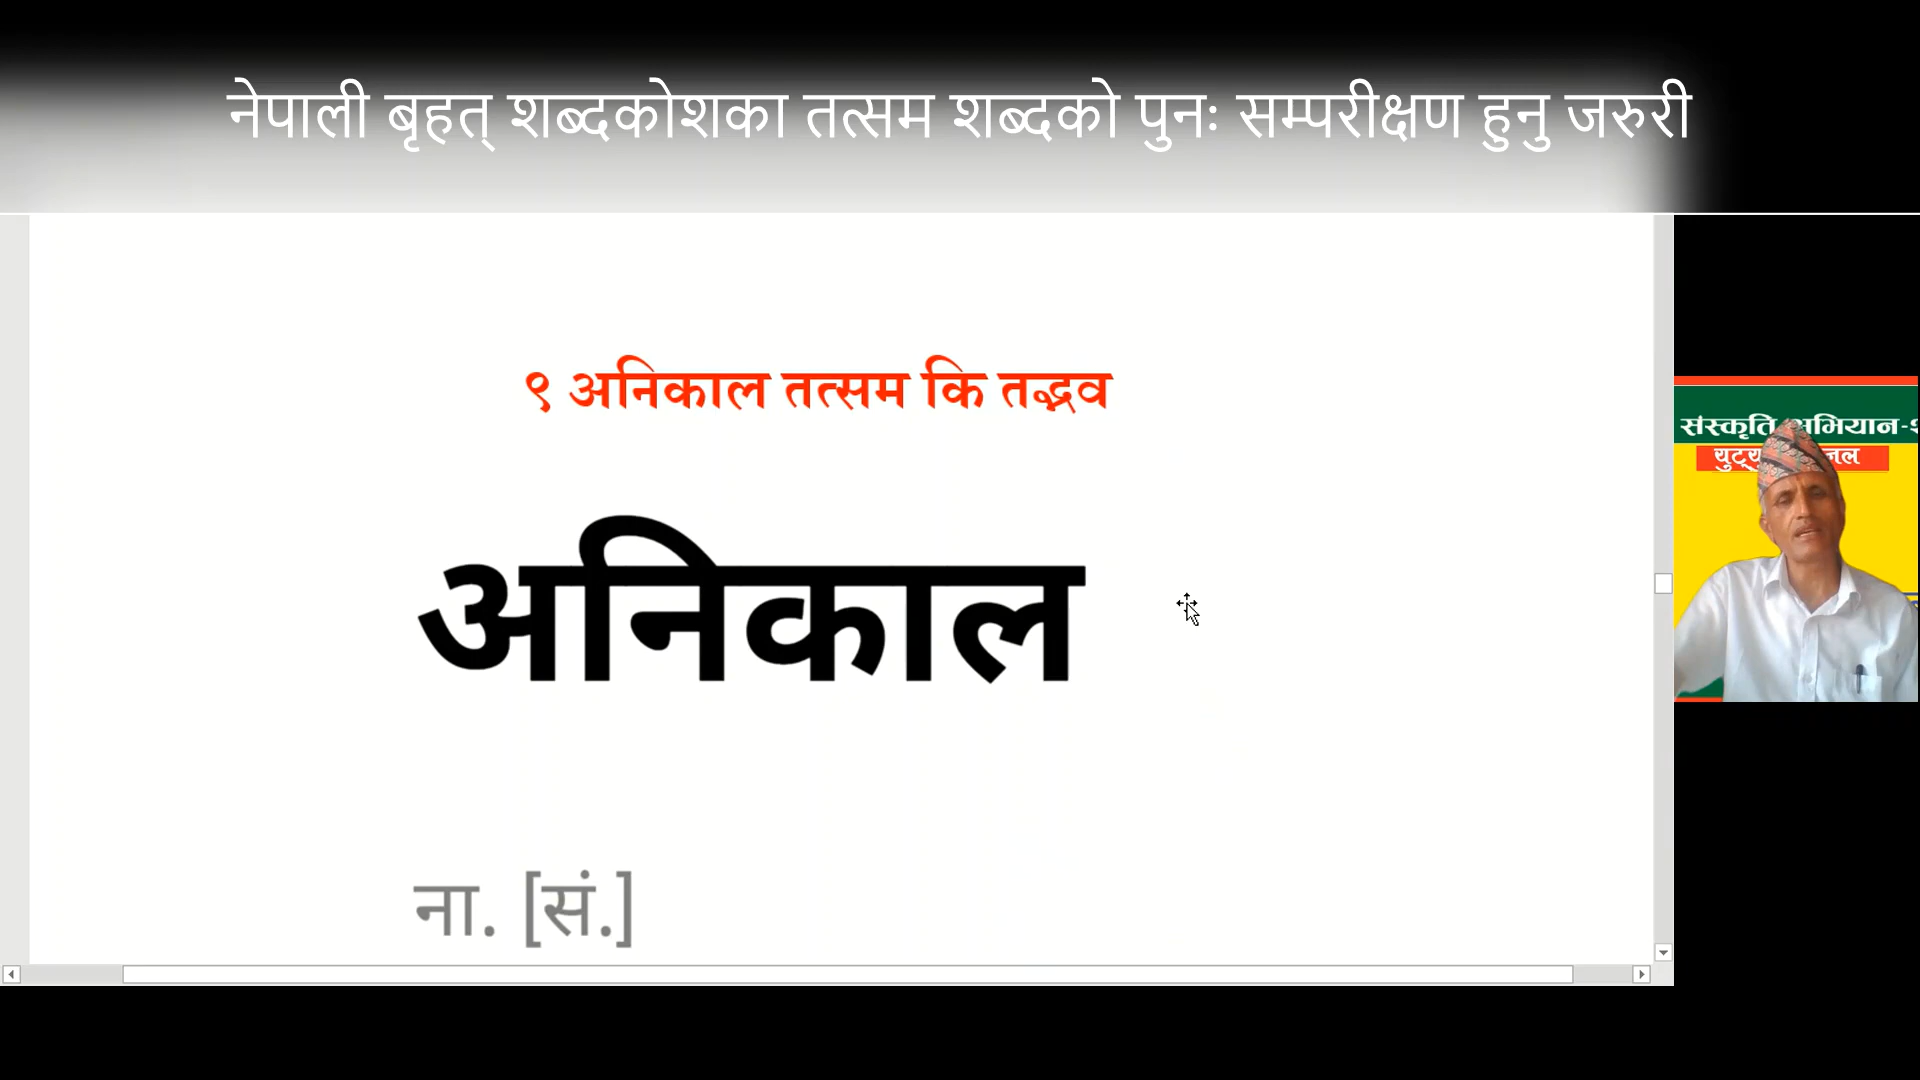 नेपाली बृहत् शब्दकोशका तत्सम शब्दको पुनः सम्परीक्षण हुनु जरुरी
९ अनिकाल तत्सम कि तद्भव
अनिकाल
ना. [सं.]
संस्कृति अभियान-